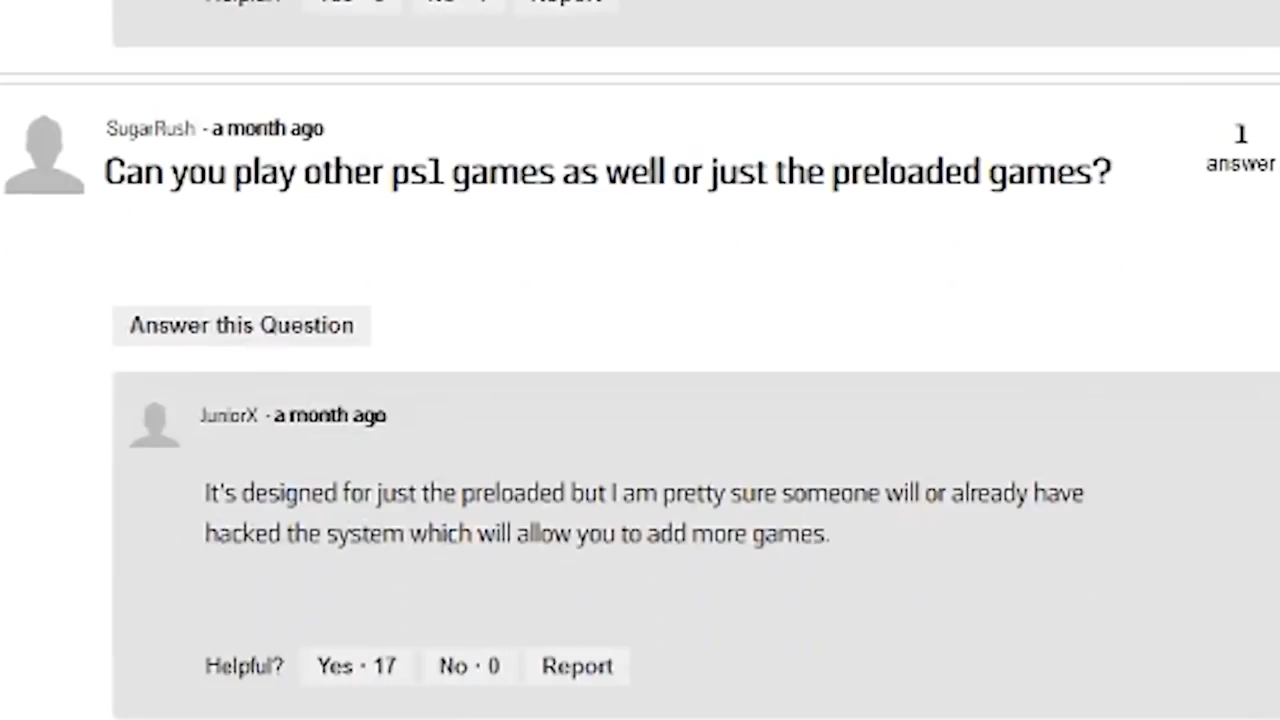 SugarRush - a month ago
Can you play other ps1 games as well or just the preloaded games?
1
answer
Answer this Question
JuniorX - a month ago
It's designed for just the preloaded but I am pretty sure someone will or already have
hacked the system which will allow you to add more games.
Helpful? Yes · 17 No · 0 Report